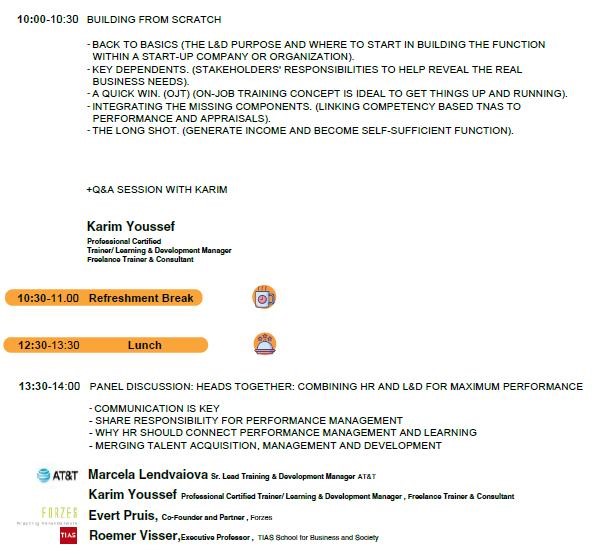 10:00-10:30 BUILDING FROM SCRATCH
- BACK TO BASICS (THE L&D PURPOSE AND WHERE TO START IN BUILDING THE FUNCTION
WITHIN A START-UP COMPANY OR ORGANIZATION).
- KEY DEPENDENTS. (STAKEHOLDERS' RESPONSIBILITIES TO HELP REVEAL THE REAL
BUSINESS NEEDS).
- A QUICK WIN. (OJT) (ON-JOB TRAINING CONCEPT IS IDEAL TO GET THINGS UP AND RUNNING).
- INTEGRATING THE MISSING COMPONENTS. (LINKING COMPETENCY BASED TNAS TO
PERFORMANCE AND APPRAISALS).
- THE LONG SHOT. (GENERATE INCOME AND BECOME SELF-SUFFICIENT FUNCTION).
+Q&A SESSION WITH KARIM
Karim Youssef
Professional Certified
Trainer/ Learning & Development Manager
Freelance Trainer & Consultant
10:30-11.00 Refreshment Break
12:30-13:30 Lunch
13:30-14:00 PANEL DISCUSSION: HEADS TOGETHER: COMBINING HR AND L&D FOR MAXIMUM PERFORMANCE
- COMMUNICATION IS KEY
- SHARE RESPONSIBILITY FOR PERFORMANCE MANAGEMENT
- WHY HR SHOULD CONNECT PERFORMANCE MANAGEMENT AND LEARNING
- MERGING TALENT ACQUISITION, MANAGEMENT AND DEVELOPMENT
AT&T Marcela Lendvaiova Sr. Lead Training & Development Manager AT&T
Karim Youssef Professional Certified Trainer/ Learning & Development Manager , Freelance Trainer & Consultant
FORZES Evert Pruis, Co-Founder and Partner , Forzes
TIAS Roemer Visser,Executive Professor , TIAS School for Business and Society